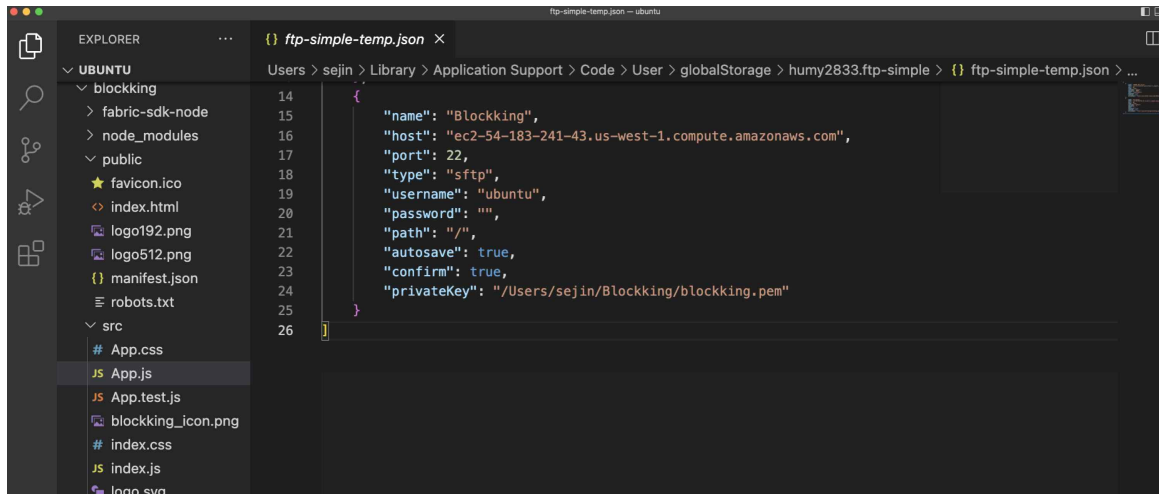 ftp-simple-temp.json — ubuntu
EXPLORER
UBUNTU
blockking
fabric-sdk-node
node_modules
public
favicon.ico
index.html
logo192.png
logo512.png
manifest.json
robots.txt
src
App.css
App.js
App.test.js
blockking_icon.png
index.css
index.js
logo.svg
{} ftp-simple-temp.json
Users > sejin > Library > Application Support > Code > User > globalStorage > humy2833.ftp-simple > {} ftp-simple-temp.json > ...
14 {
15 "name": "Blockking",
16 "host": "ec2-54-183-241-43.us-west-1.compute.amazonaws.com",
17 "port": 22,
18 "type": "sftp",
19 "username": "ubuntu",
20 "password": "",
21 "path": "/",
22 "autosave": true,
23 "confirm": true,
24 "privateKey": "/Users/sejin/Blockking/blockking.pem"
25 }
26 ]